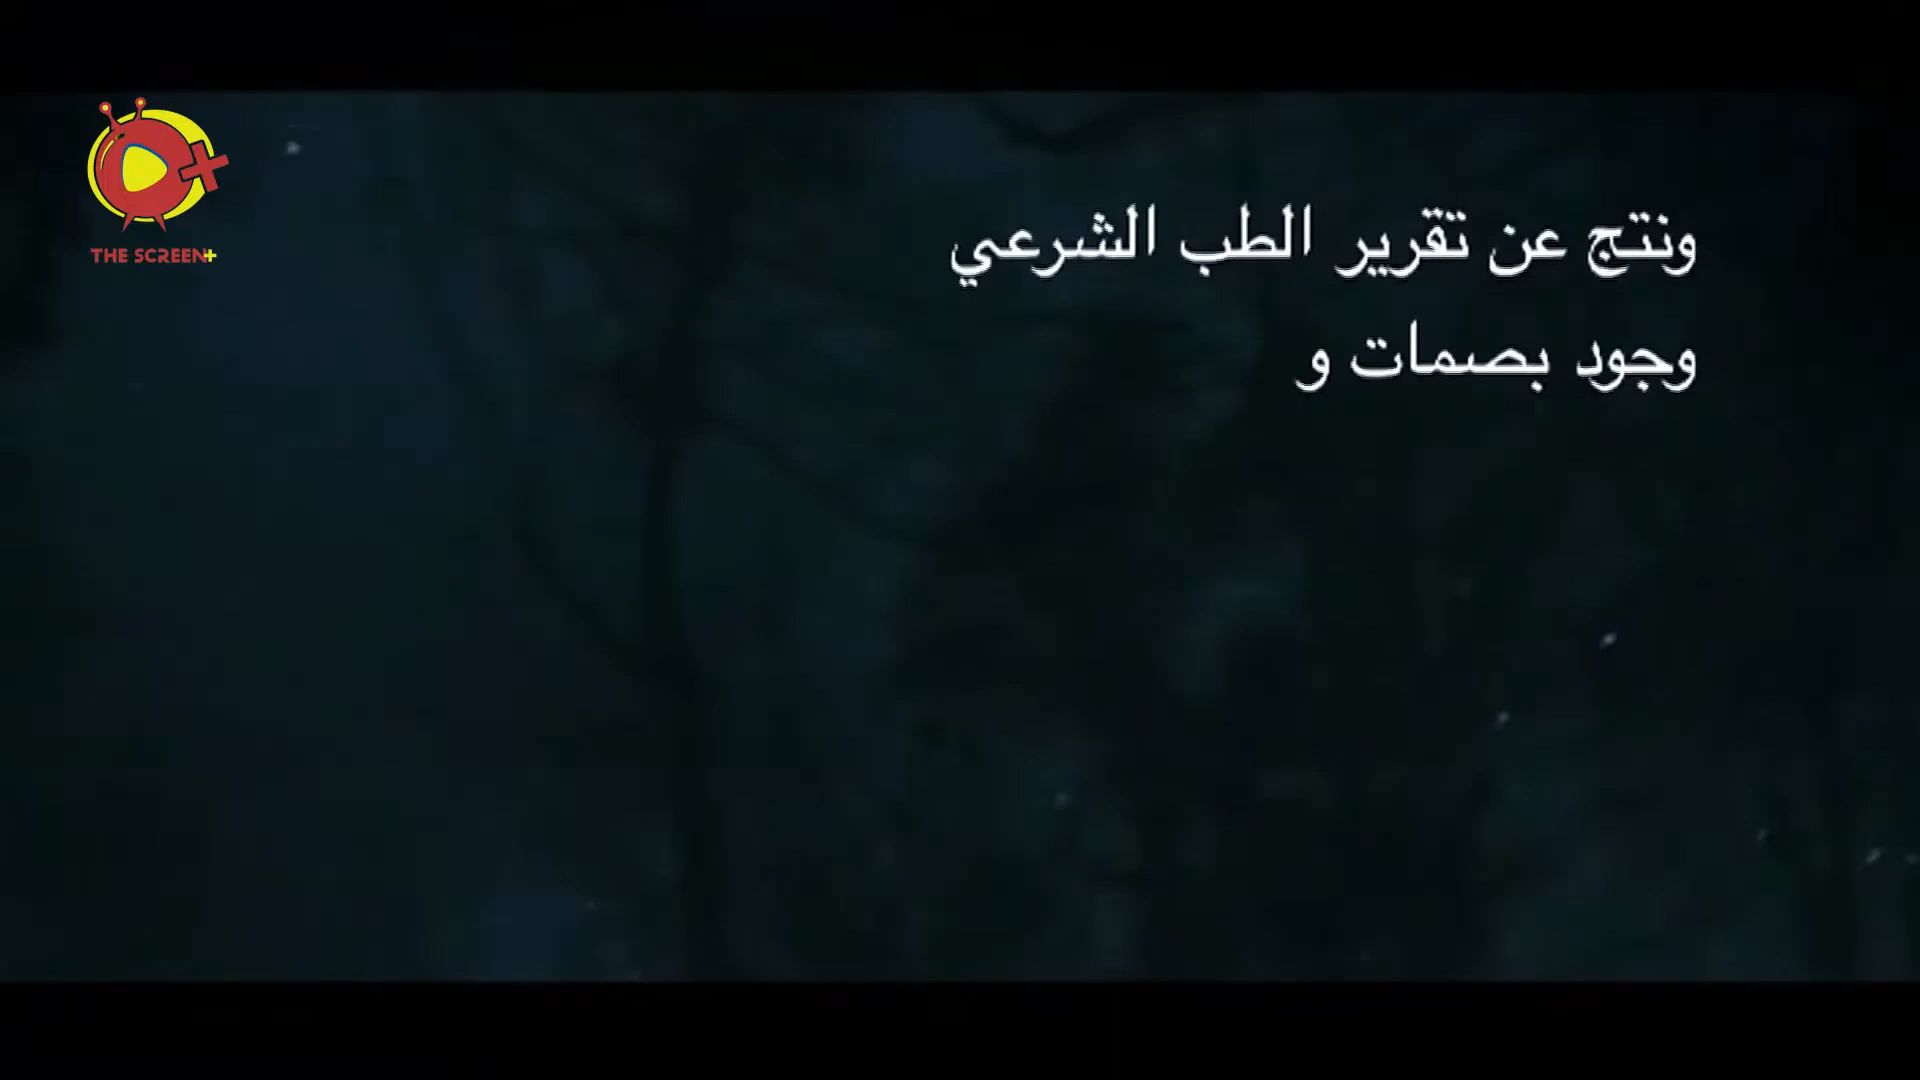 THE SCREEN+
ونتج عن تقرير الطب الشرعي
وجود بصمات و